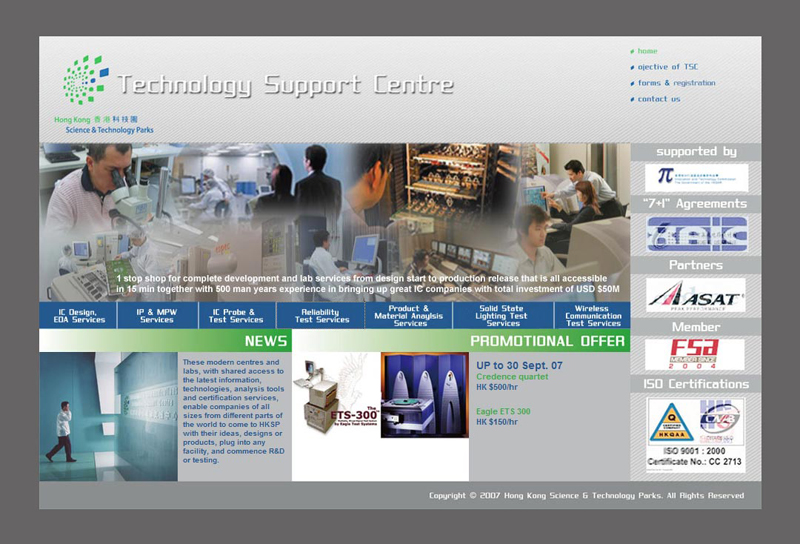 home
ojective of TSC
forms & registration
contact us
Technology Support Centre
Hong Kong 香港科技園
Science & Technology Parks
1 stop shop for complete development and lab services from design start to production release that is all accessible
in 15 min together with 500 man years experience in bringing up great IC companies with total investment of USD $50M
IC Design,
EDA Services
IP & MPW
Services
IC Probe &
Test Services
Reliability
Test Services
Product &
Material Anaylsis
Services
Solid State
Lighting Test
Services
Wireless
Communication
Test Services
NEWS
These modern centres and
labs, with shared access to
the latest information,
technologies, analysis tools
and certification services,
enable companies of all
sizes from different parts of
the world to come to HKSP
with their ideas, designs or
products, plug into any
facility, and commence R&D
or testing.
PROMOTIONAL OFFER
The
ETS-300
by Eagle Test Systems
UP to 30 Sept. 07
Credence quartet
HK $500/hr
Eagle ETS 300
HK $150/hr
supported by
"7+1" Agreements
Partners
ASAT
Member
FSA
MEMBER SINCE
2004
ISO Certifications
Q
HKQAA
ISO 9001 : 2000
Certificate No.: CC 2713
Copyright © 2007 Hong Kong Science & Technology Parks. All Rights Reserved